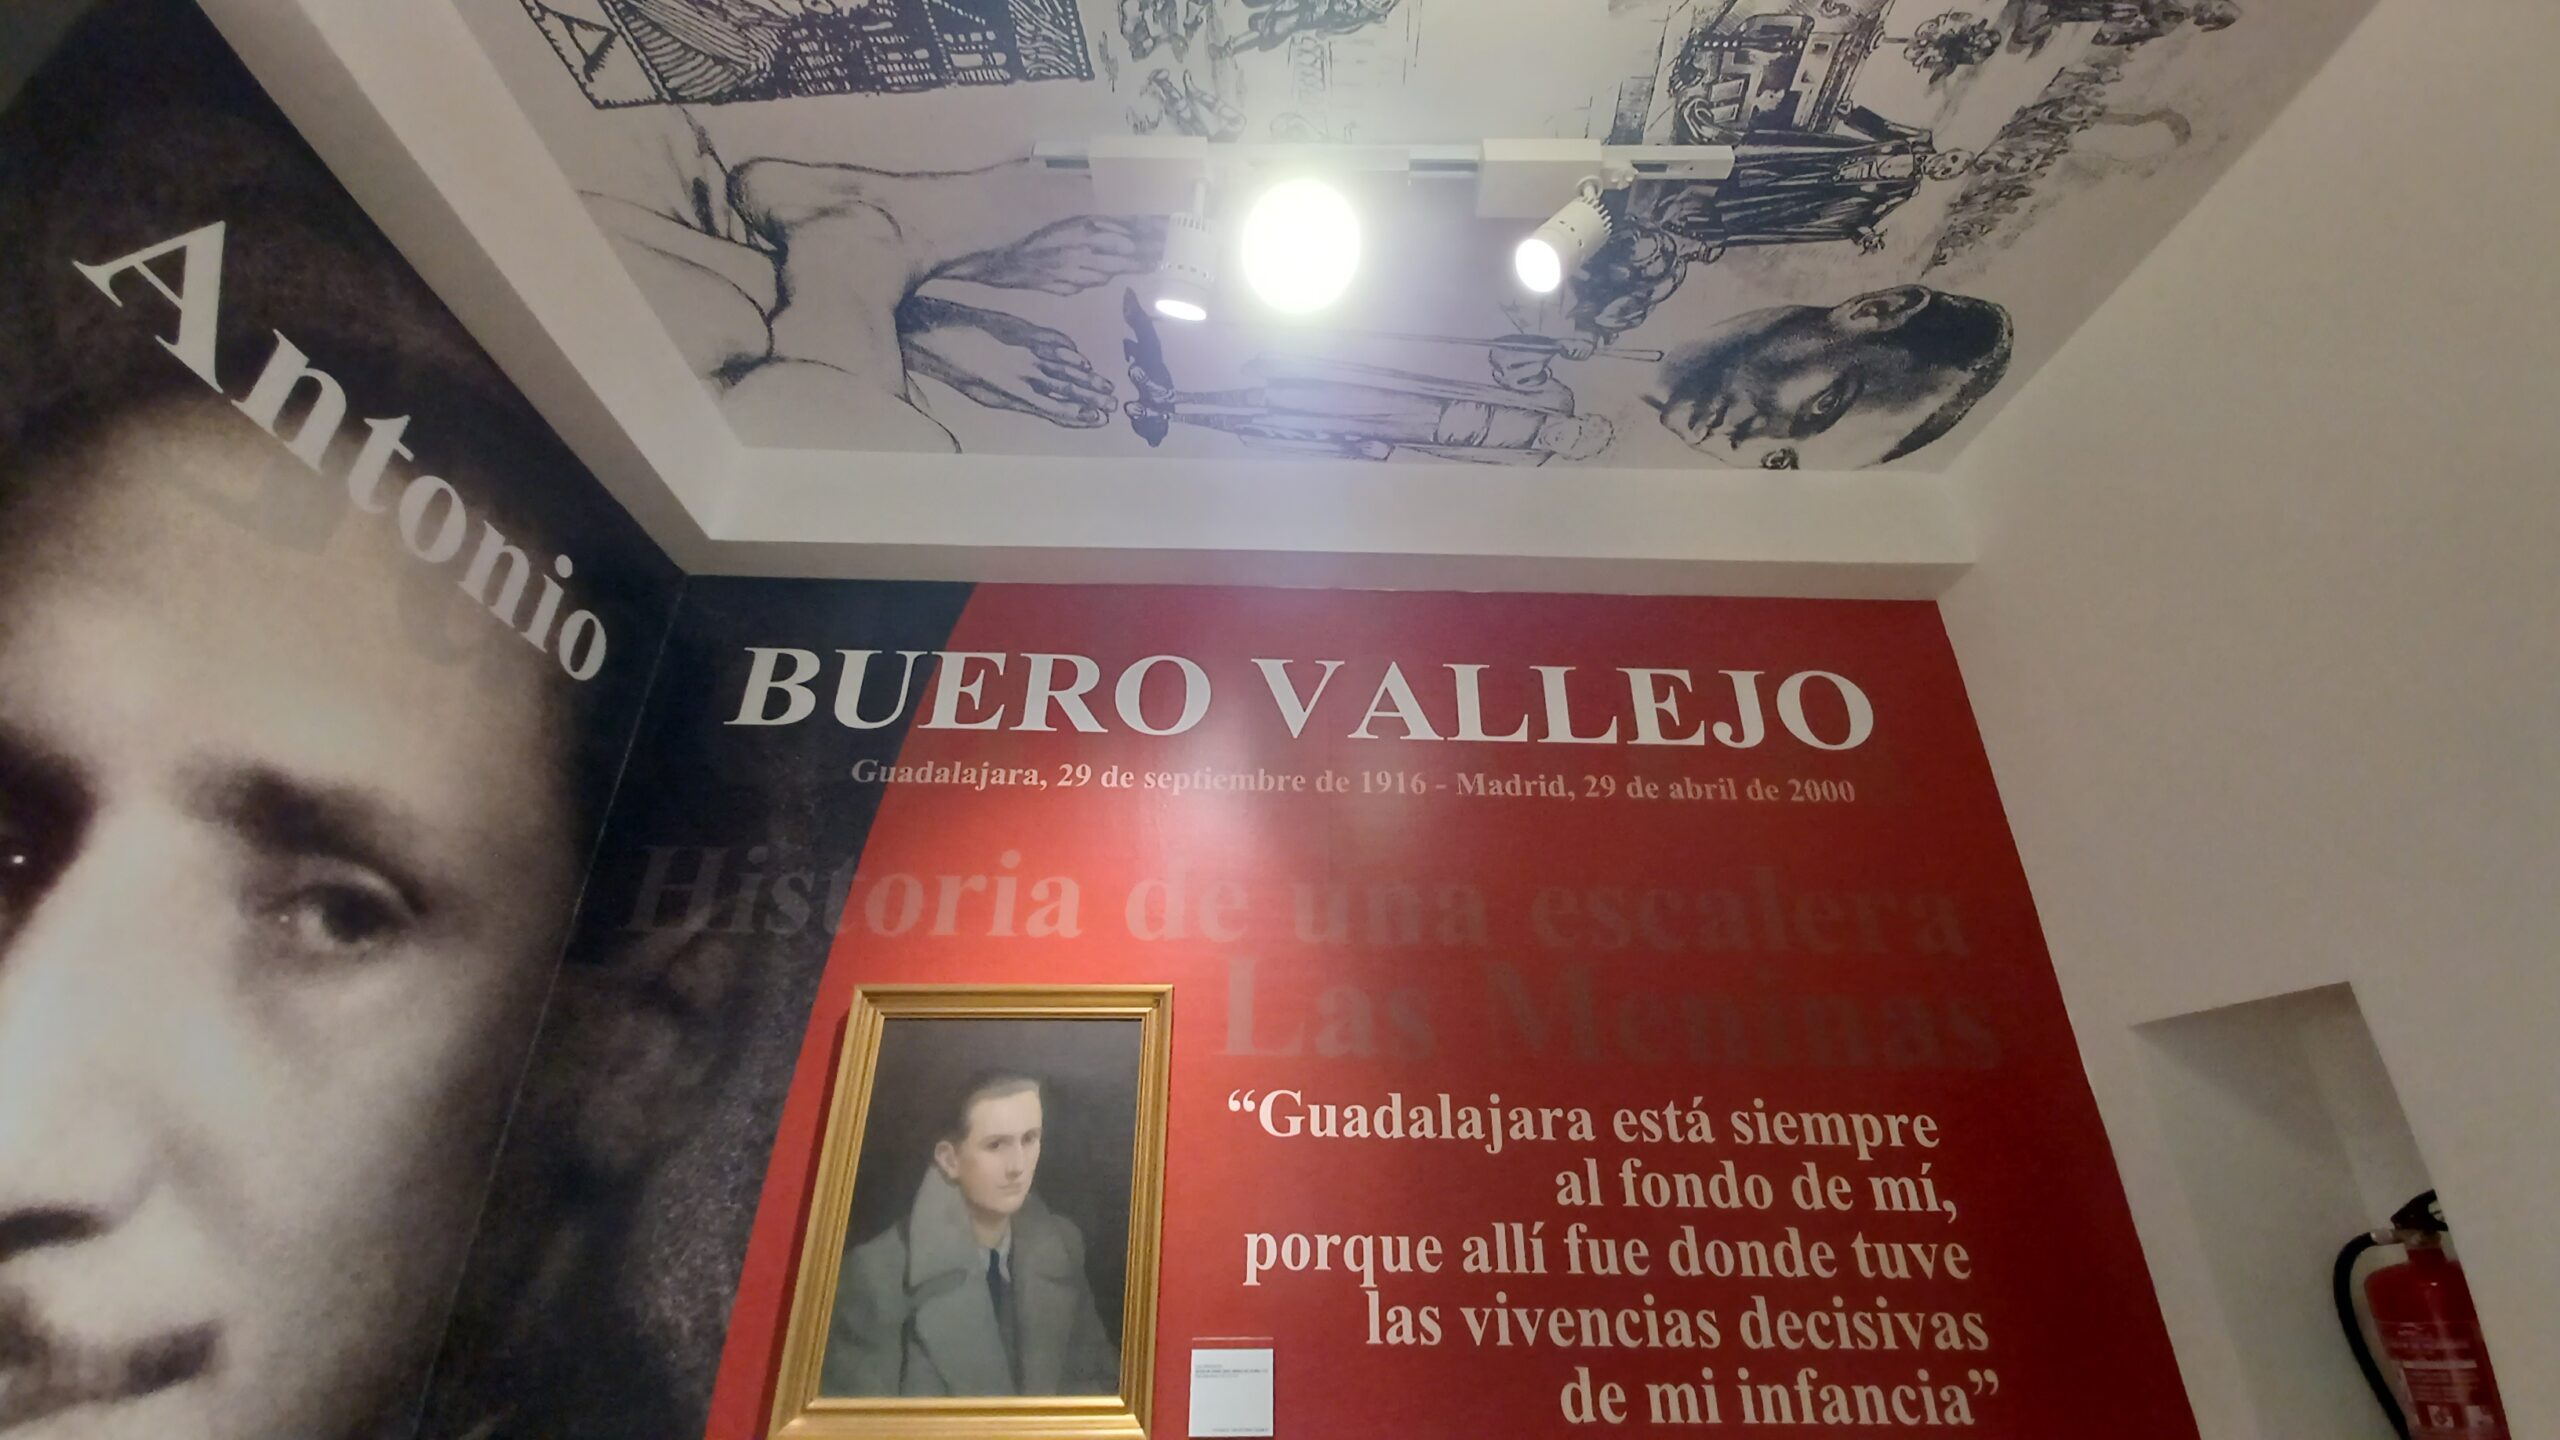 Antonio
BUERO VALLEJO
Guadalajara, 29 de septiembre de 1916 - Madrid, 29 de abril de 2000
Historia de una escalera
Las Meninas
“Guadalajara está siempre
al fondo de mí,
porque allí fue donde tuve
las vivencias decisivas
de mi infancia”